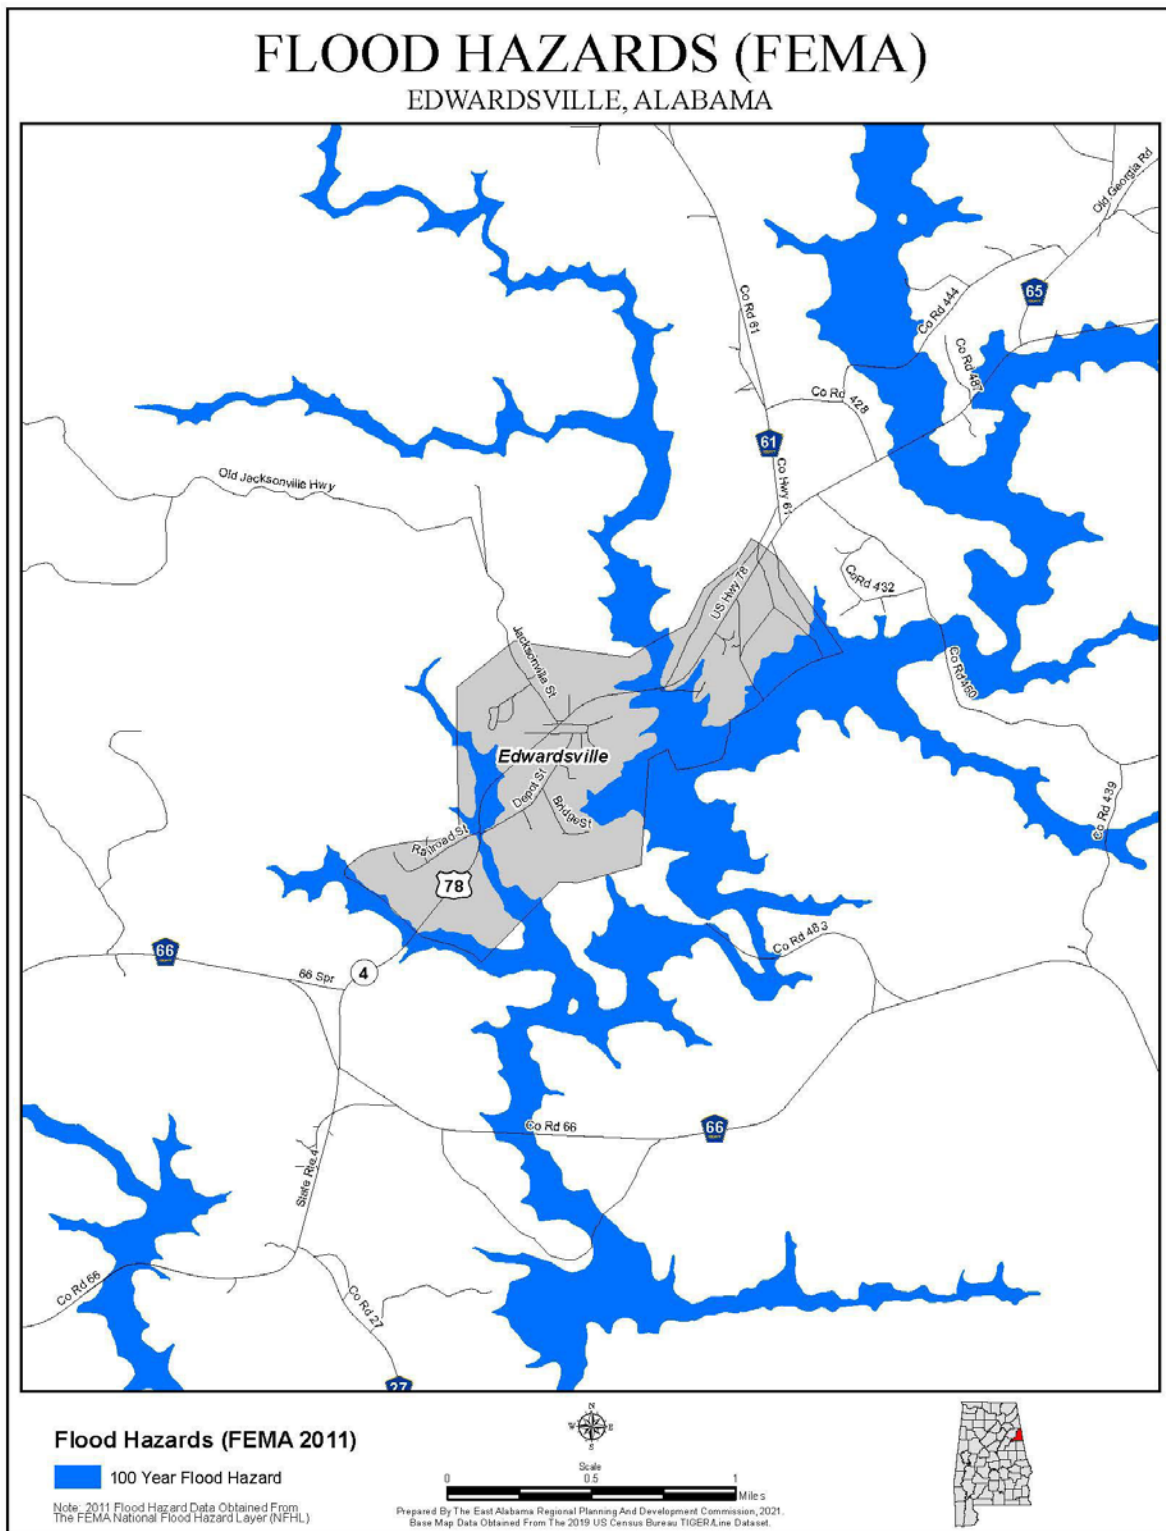 FLOOD HAZARDS (FEMA)
EDWARDSVILLE, ALABAMA
Old Georgia Rd
65
Co Rd 61
Co Rd 444
Co Rd 487
Co Rd 428
61
Co Hwy 61
Old Jacksonville Hwy
US Hwy 78
CoRd 432
Jacksonville St
Co Rd 460
Edwardsville
Depot St
Bridge St
Co Rd 439
Railroad St
78
66
Co Rd 483
66 Spr
4
Co Rd 66
66
State Rte 4
Co Rd 66
Co Rd 27
27
Flood Hazards (FEMA 2011)
100 Year Flood Hazard
Note: 2011 Flood Hazard Data Obtained From
The FEMA National Flood Hazard Layer (NFHL)
N
W E
S
Scale
0 0.5 1
Miles
Prepared By The East Alabama Regional Planning And Development Commission, 2021.
Base Map Data Obtained From The 2019 US Census Bureau TIGER/Line Dataset.